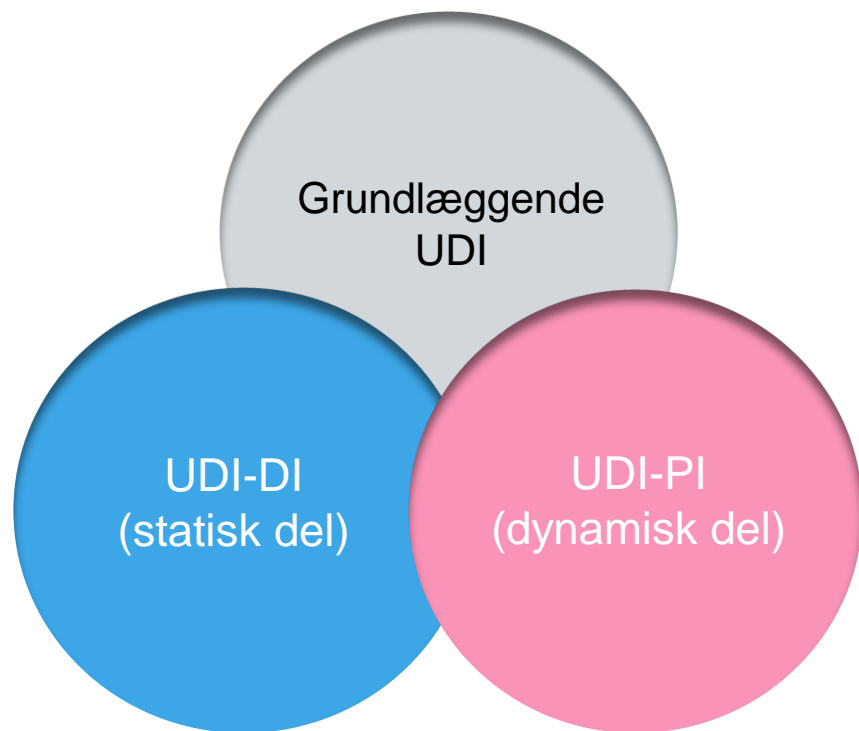 Grundlæggende
UDI
UDI-DI
(statisk del)
UDI-PI
(dynamisk del)